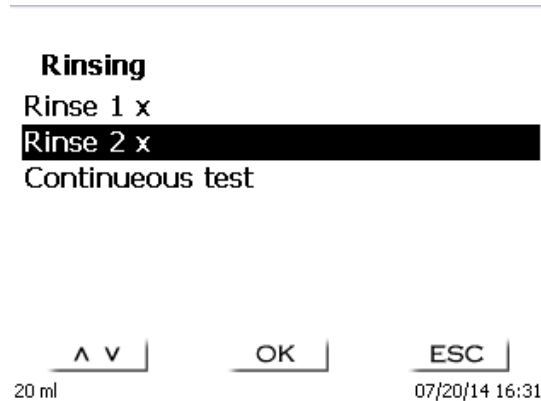 Rinsing
Rinse 1 x
Rinse 2 x
Continueous test
∧ ∨ OK ESC
20 ml 07/20/14 16:31